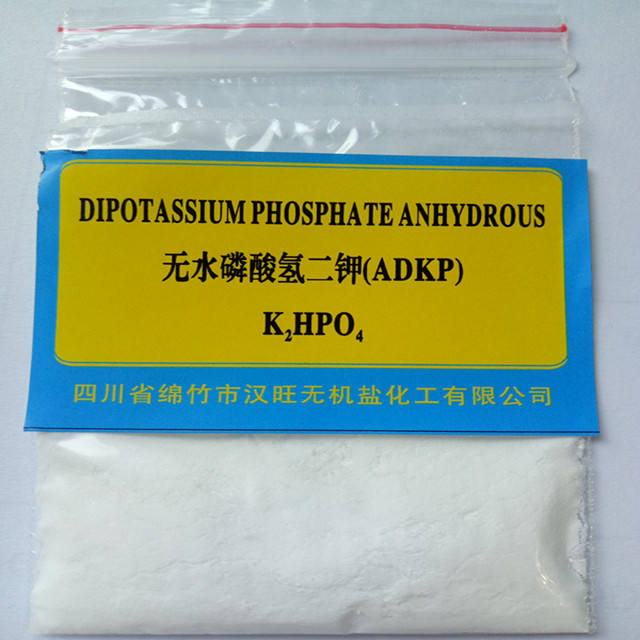 DIPOTASSIUM PHOSPHATE ANHYDROUS
无水磷酸氢二钾(ADKP)
K₂HPO₄
四川省绵竹市汉旺无机盐化工有限公司